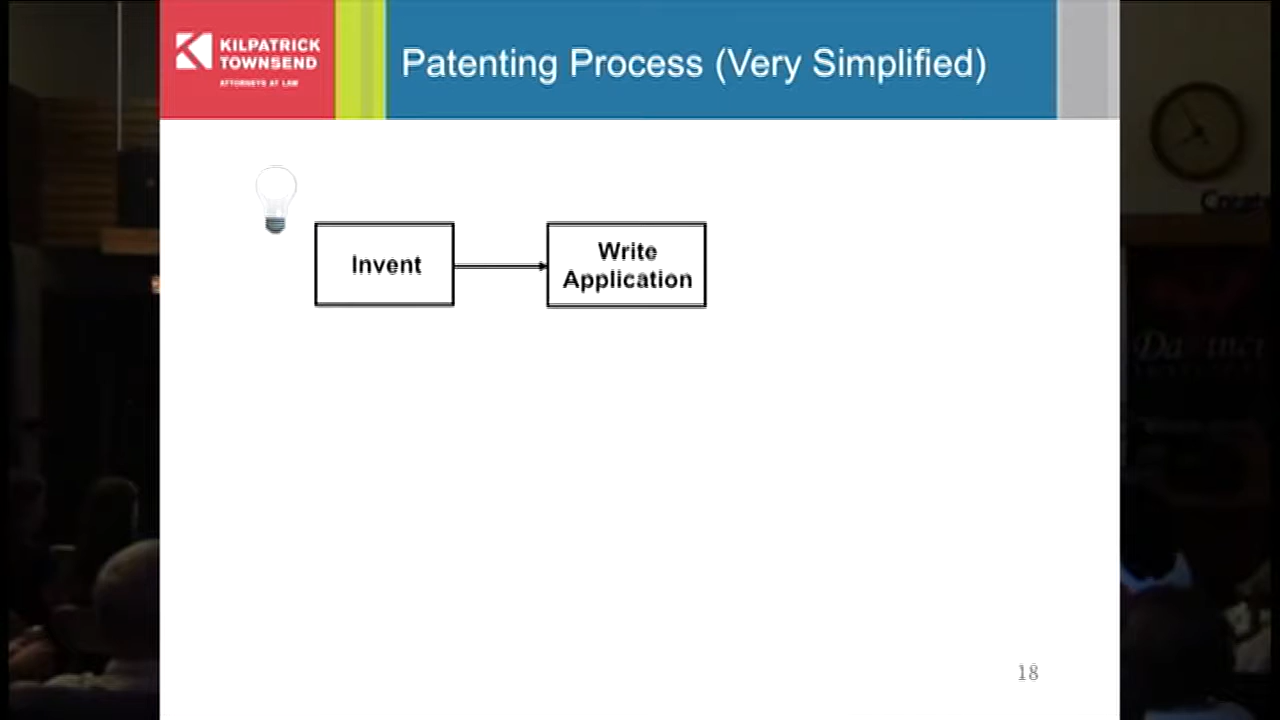 KILPATRICK
TOWNSEND
ATTORNEYS AT LAW
Patenting Process (Very Simplified)
Invent
Write
Application
18